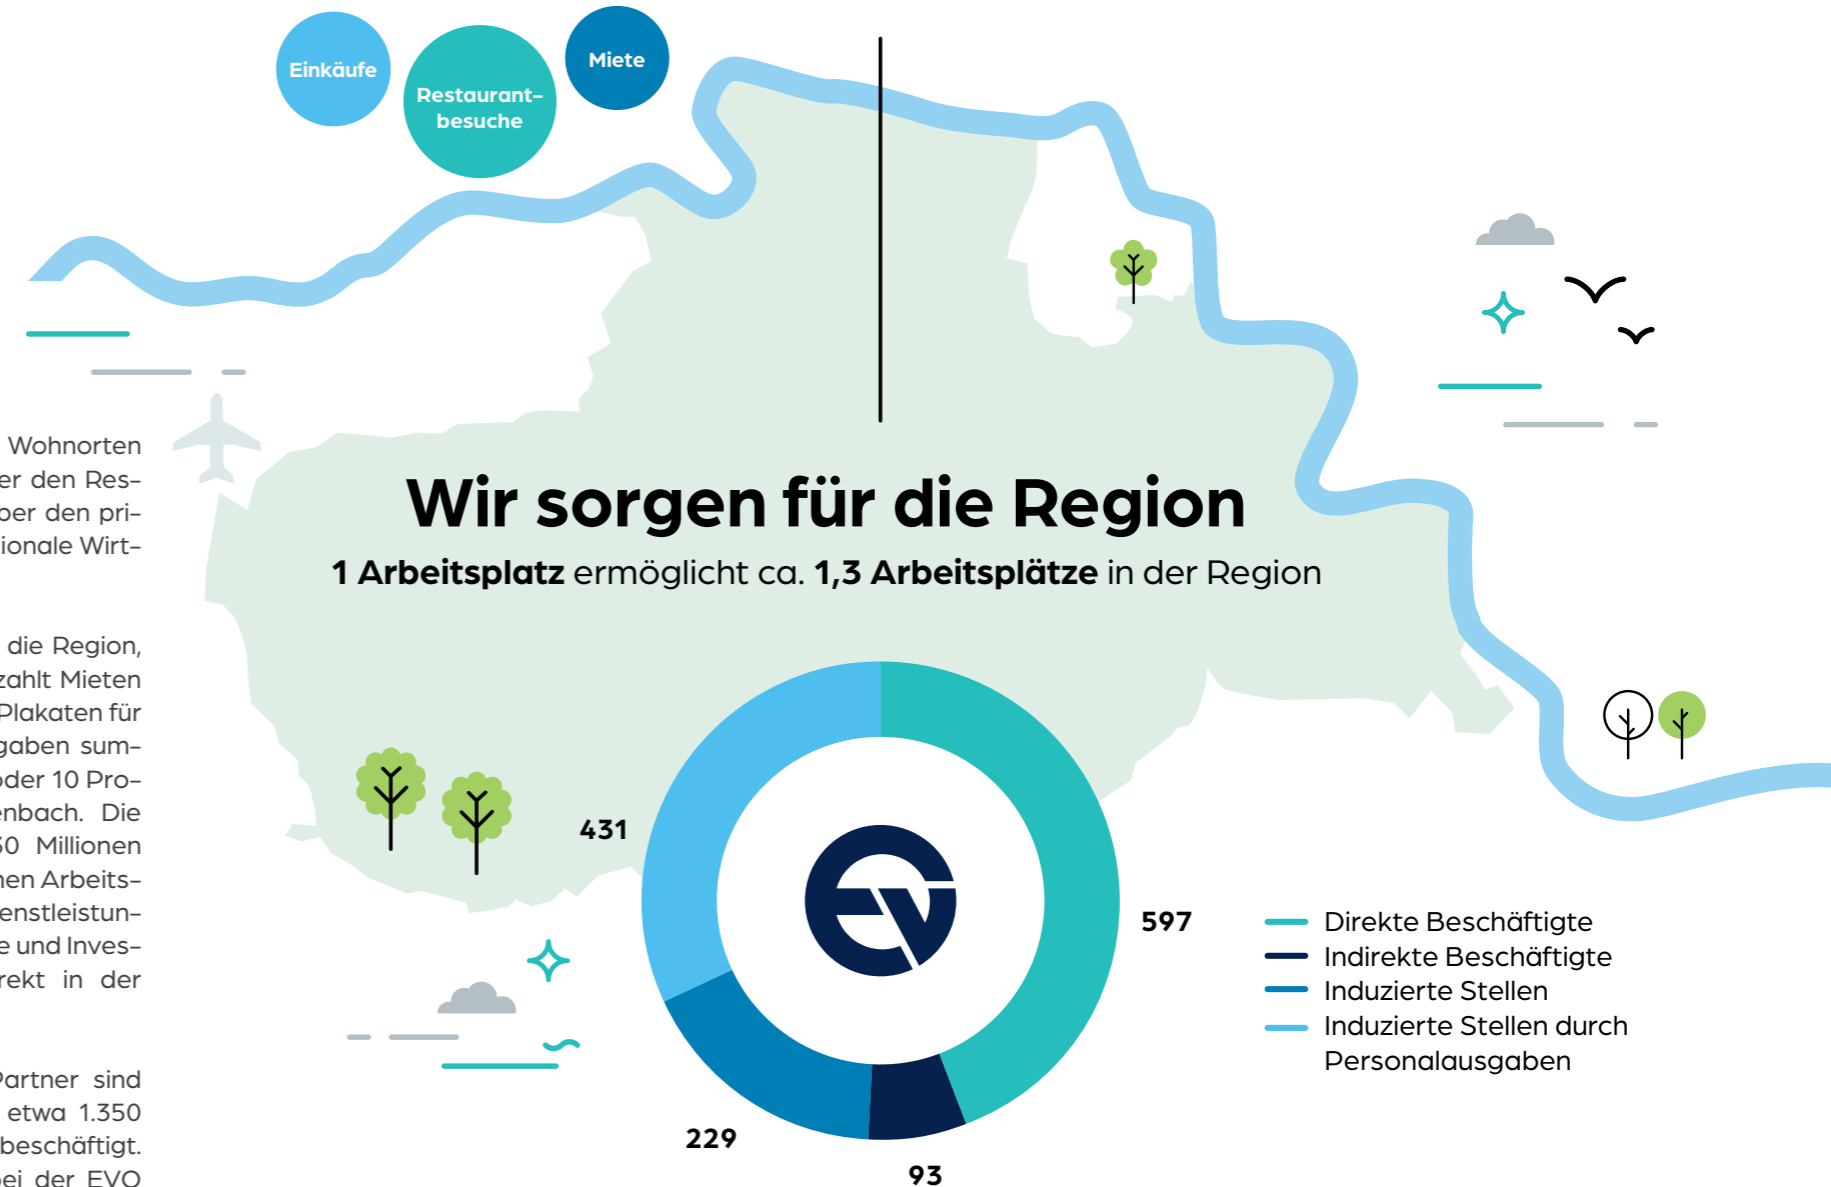 Einkäufe
Restaurant-
besuche
Miete
Wohnorten
er den Res-
ber den pri-
ionale Wirt-
die Region,
zahlt Mieten
Plakaten für
gaben sum-
oder 10 Pro-
enbach. Die
50 Millionen
nen Arbeits-
enstleistun-
e und Inves-
rekt in der
Partner sind
etwa 1.350
beschäftigt.
bei der EVO
Wir sorgen für die Region
1 Arbeitsplatz ermöglicht ca. 1,3 Arbeitsplätze in der Region
431
597
229
93
Direkte Beschäftigte
Indirekte Beschäftigte
Induzierte Stellen
Induzierte Stellen durch
Personalausgaben